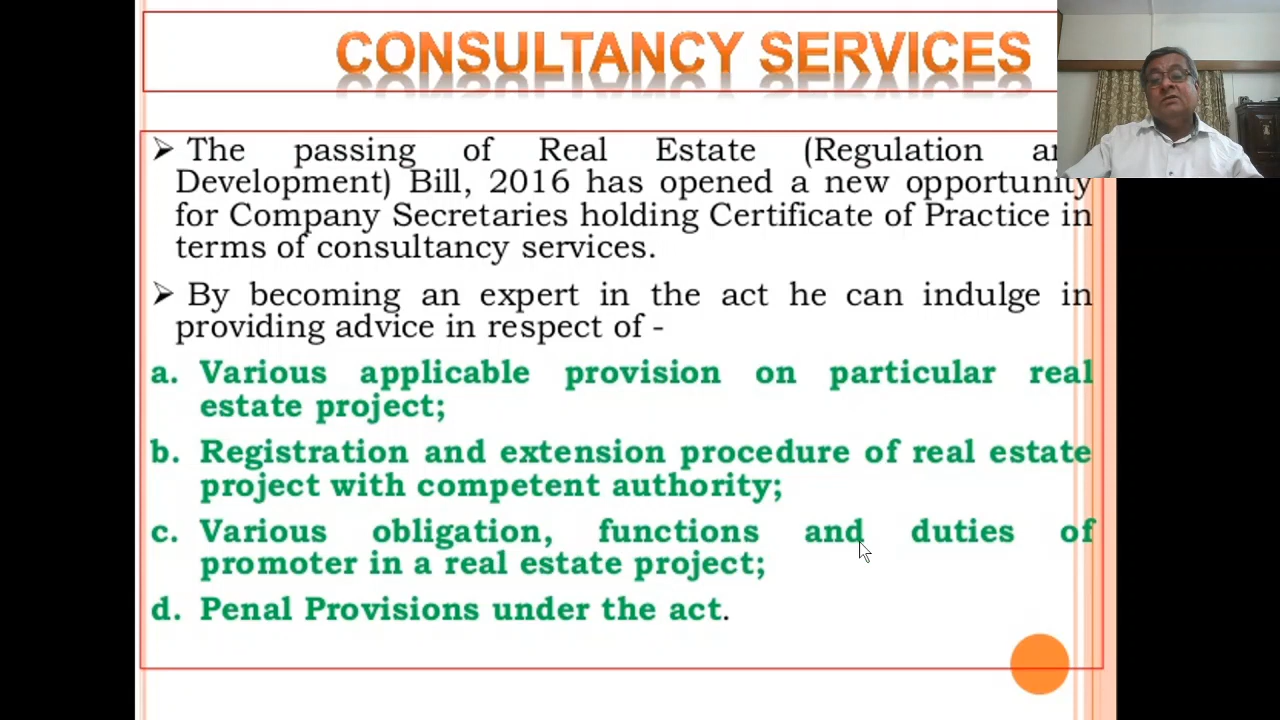 CONSULTANCY SERVICES
The passing of Real Estate (Regulation
Development) Bill, 2016 has opened a new opportunity
for Company Secretaries holding Certificate of Practice in
terms of consultancy services.
By becoming an expert in the act he can indulge in
providing advice in respect of -
a. Various applicable provision on particular real
estate project;
b. Registration and extension procedure of real estate
project with competent authority;
c. Various obligation, functions and duties of
promoter in a real estate project;
d. Penal Provisions under the act.